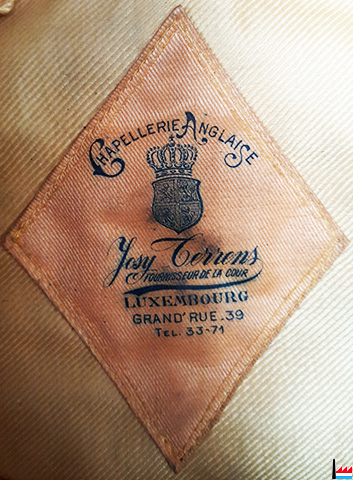 CHAPELLERIE ANGLAISE
Josy Terrens
FOURNISSEUR DE LA COUR
LUXEMBOURG
GRAND'RUE.39
TEL. 33-71